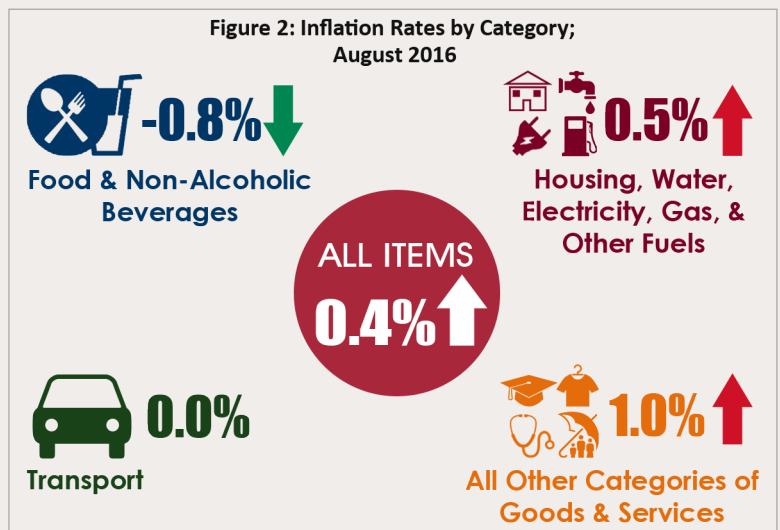 Figure 2: Inflation Rates by Category;
August 2016
-0.8%
Food & Non-Alcoholic
Beverages
0.5%
Housing, Water,
Electricity, Gas, &
Other Fuels
ALL ITEMS
0.4%
0.0%
Transport
1.0%
All Other Categories of
Goods & Services